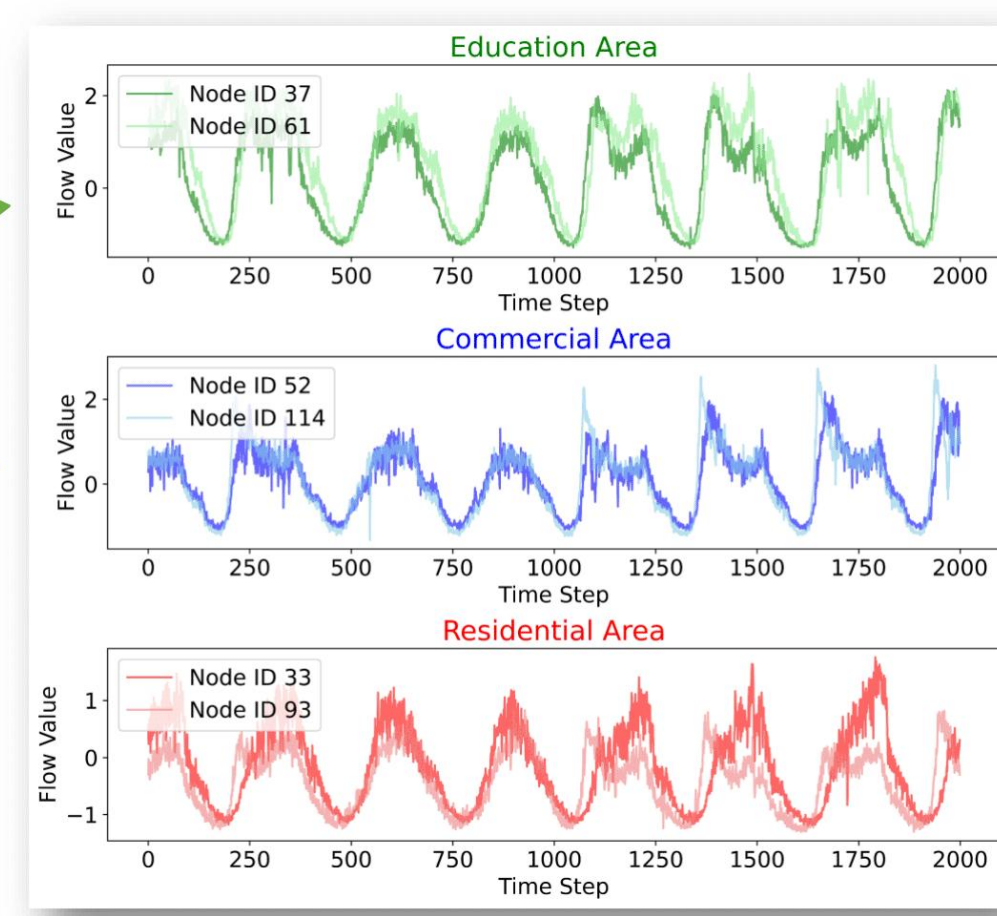 Education Area
Flow Value
2
0
Node ID 37
Node ID 61
0 250 500 750 1000 1250 1500 1750 2000
Time Step
Commercial Area
Flow Value
2
0
Node ID 52
Node ID 114
0 250 500 750 1000 1250 1500 1750 2000
Time Step
Residential Area
Flow Value
1
0
−1
Node ID 33
Node ID 93
0 250 500 750 1000 1250 1500 1750 2000
Time Step